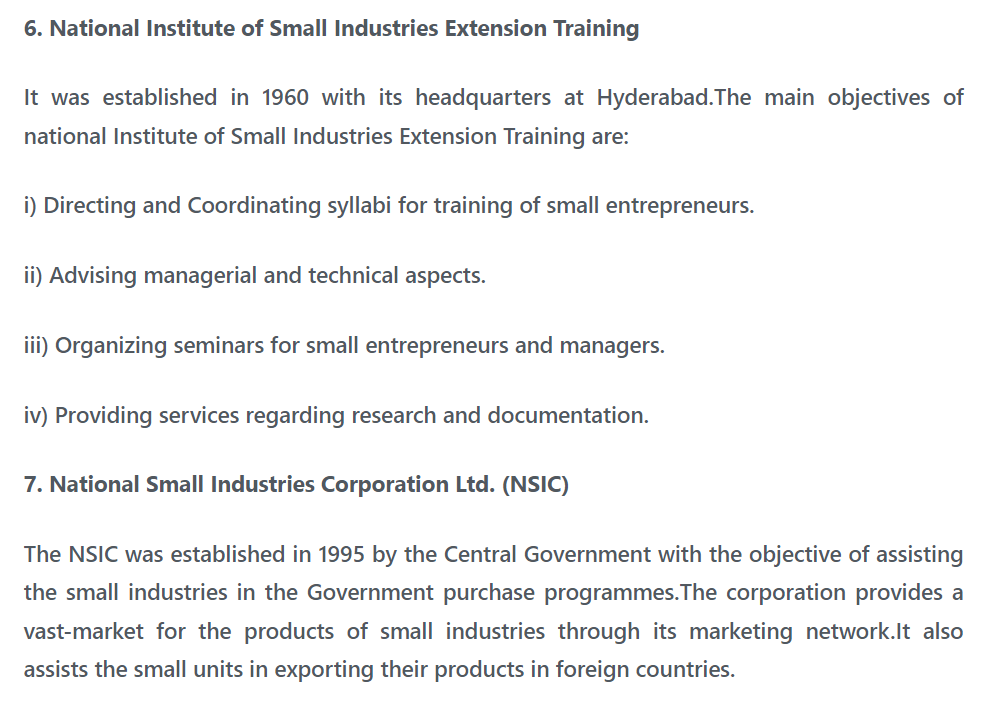 6. National Institute of Small Industries Extension Training
It was established in 1960 with its headquarters at Hyderabad.The main objectives of
national Institute of Small Industries Extension Training are:
i) Directing and Coordinating syllabi for training of small entrepreneurs.
ii) Advising managerial and technical aspects.
iii) Organizing seminars for small entrepreneurs and managers.
iv) Providing services regarding research and documentation.
7. National Small Industries Corporation Ltd. (NSIC)
The NSIC was established in 1995 by the Central Government with the objective of assisting
the small industries in the Government purchase programmes.The corporation provides a
vast-market for the products of small industries through its marketing network.It also
assists the small units in exporting their products in foreign countries.